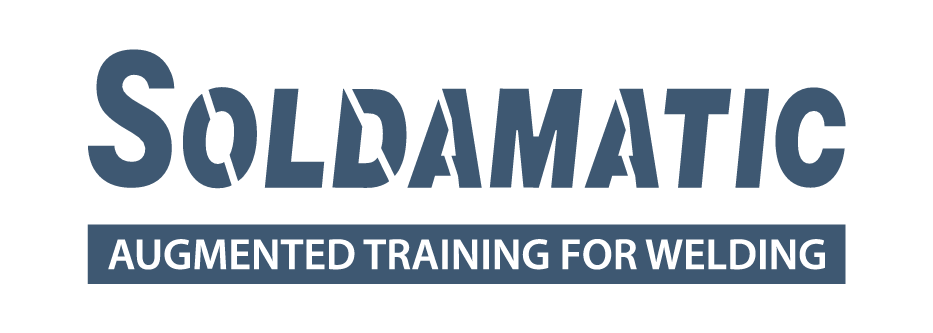 SOLDAMATIC
AUGMENTED TRAINING FOR WELDING